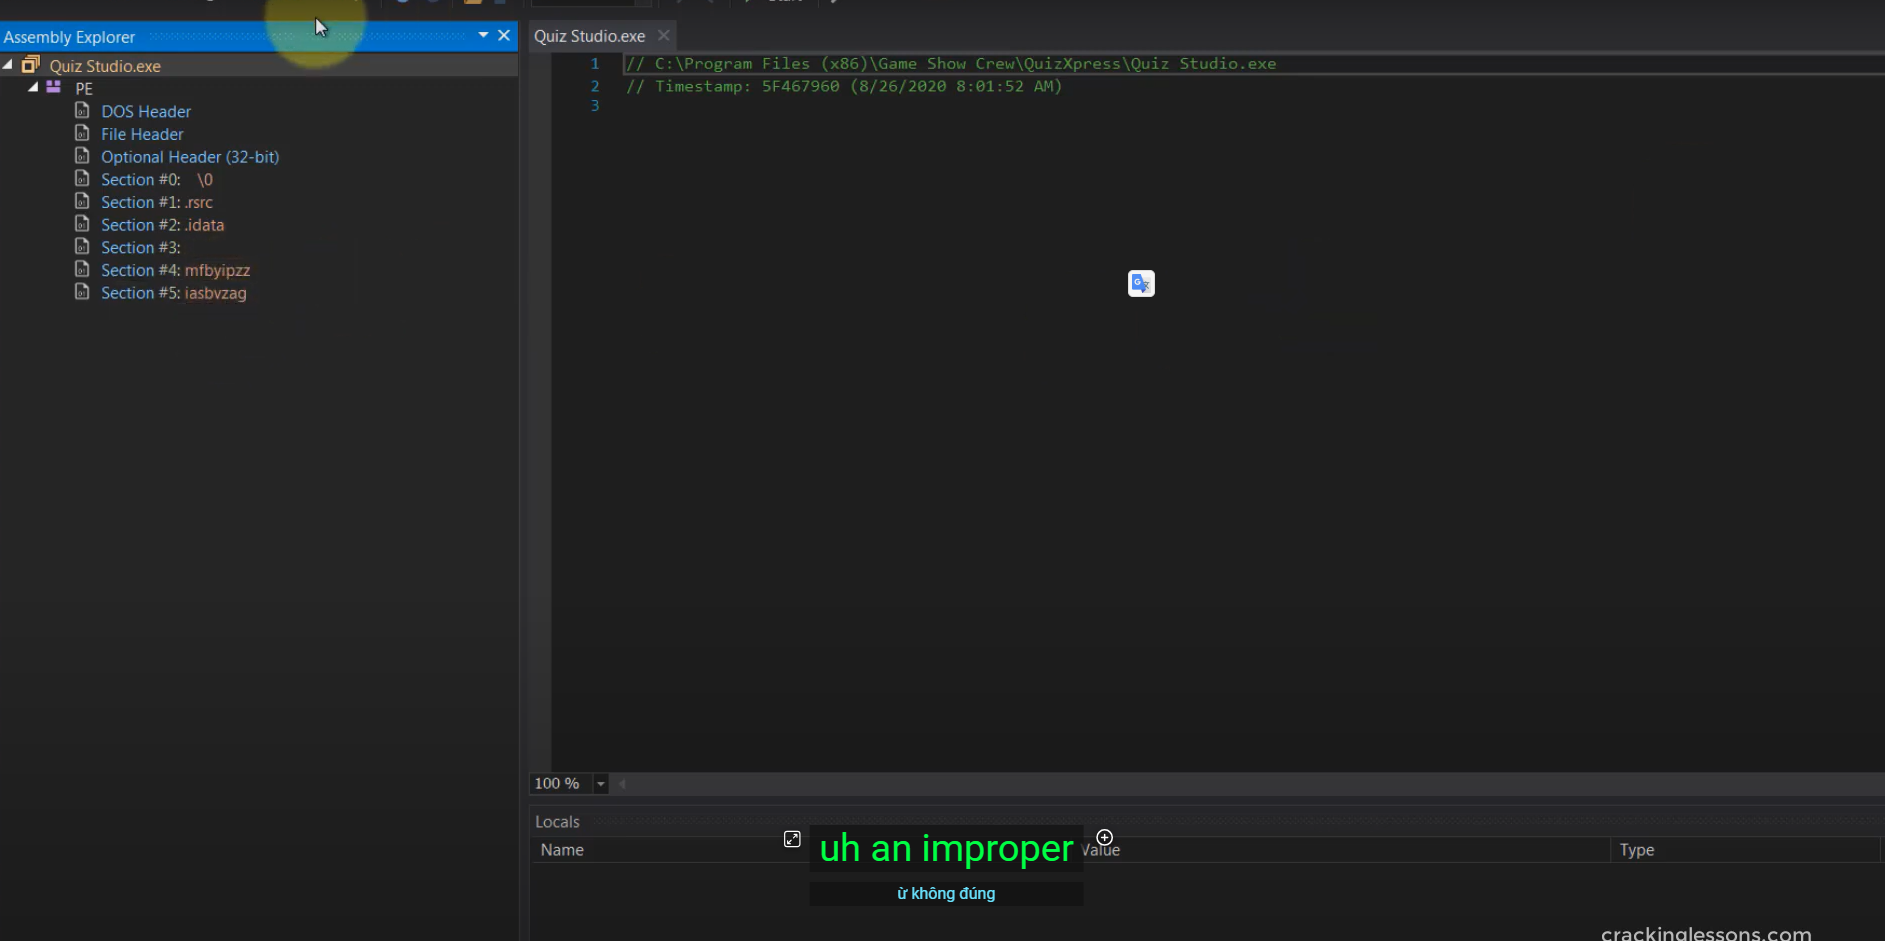 Assembly Explorer
Quiz Studio.exe
PE
DOS Header
File Header
Optional Header (32-bit)
Section #0: \0
Section #1: .rsrc
Section #2: .idata
Section #3:
Section #4: mfbyipzz
Section #5: iasbvzag
Quiz Studio.exe
1 // C:\Program Files (x86)\Game Show Crew\QuizXpress\Quiz Studio.exe
2 // Timestamp: 5F467960 (8/26/2020 8:01:52 AM)
3
100 %
Locals
Name Value Type
uh an improper
ừ không đúng
crackinglessons.com